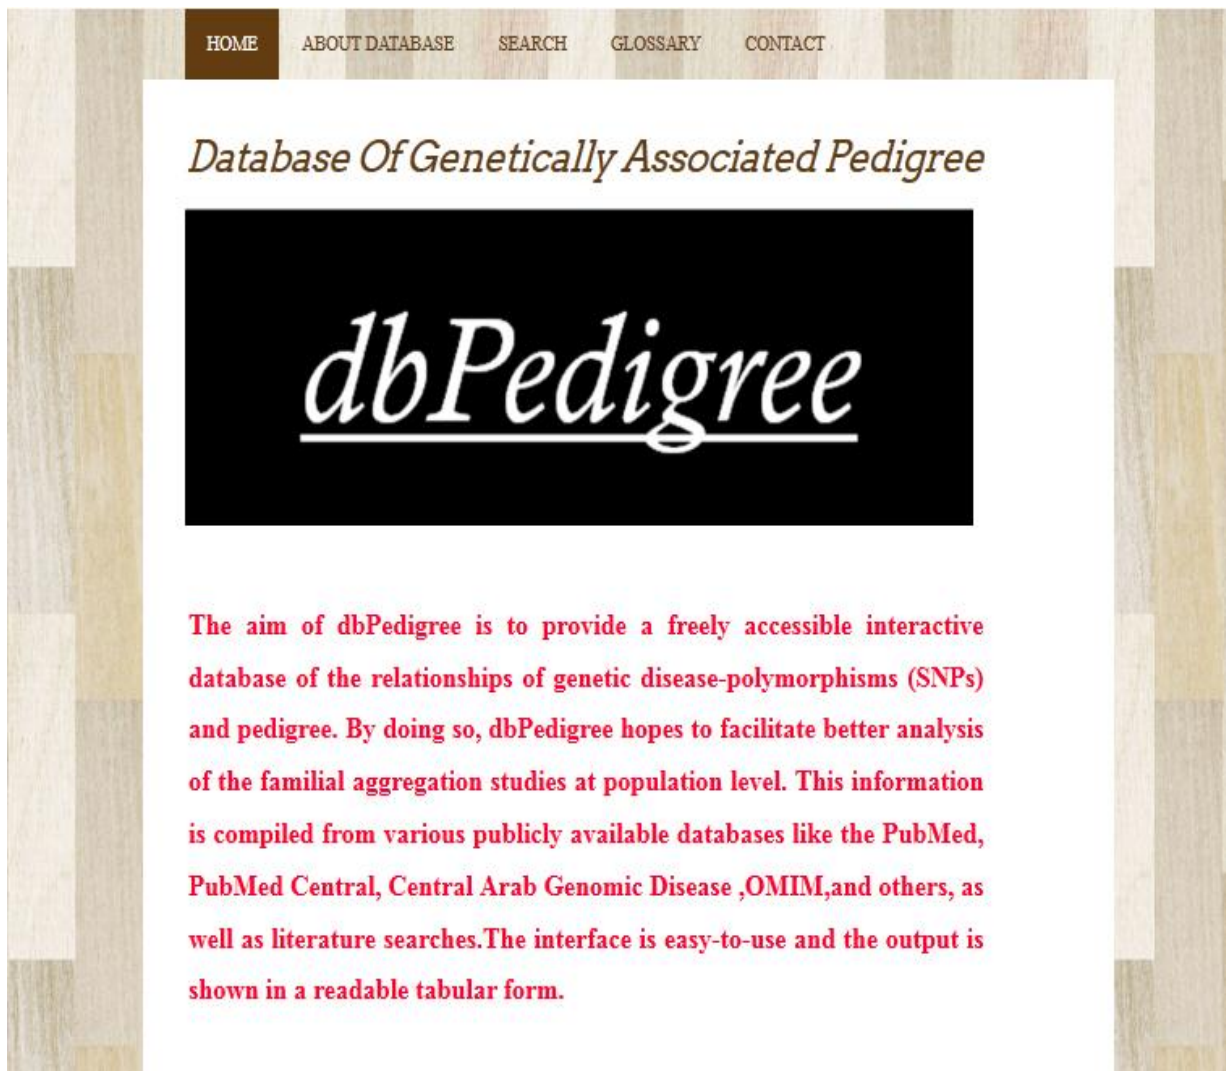 HOME ABOUT DATABASE SEARCH GLOSSARY CONTACT
Database Of Genetically Associated Pedigree
dbPedigree
The aim of dbPedigree is to provide a freely accessible interactive
database of the relationships of genetic disease-polymorphisms (SNPs)
and pedigree. By doing so, dbPedigree hopes to facilitate better analysis
of the familial aggregation studies at population level. This information
is compiled from various publicly available databases like the PubMed,
PubMed Central, Central Arab Genomic Disease ,OMIM,and others, as
well as literature searches.The interface is easy-to-use and the output is
shown in a readable tabular form.